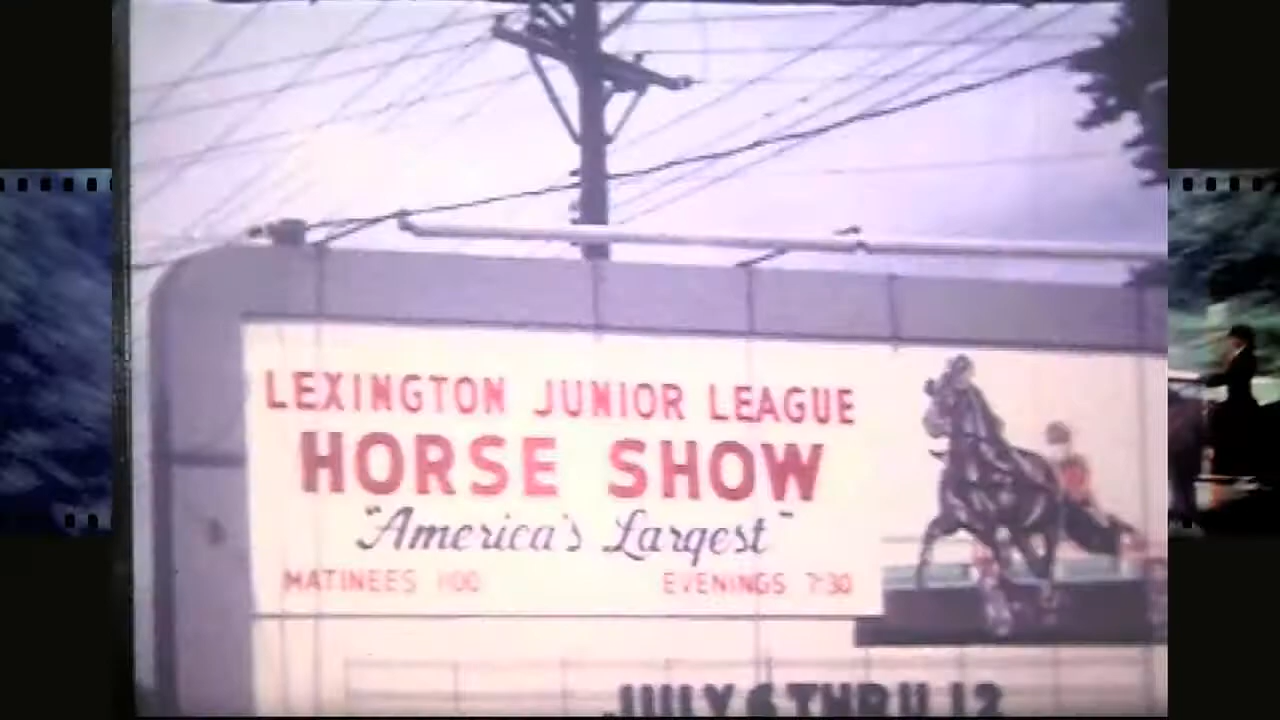 LEXINGTON JUNIOR LEAGUE
HORSE SHOW
"America's Largest"
MATINEES 1:00 EVENINGS 7:30
JULY 6 THRU 12